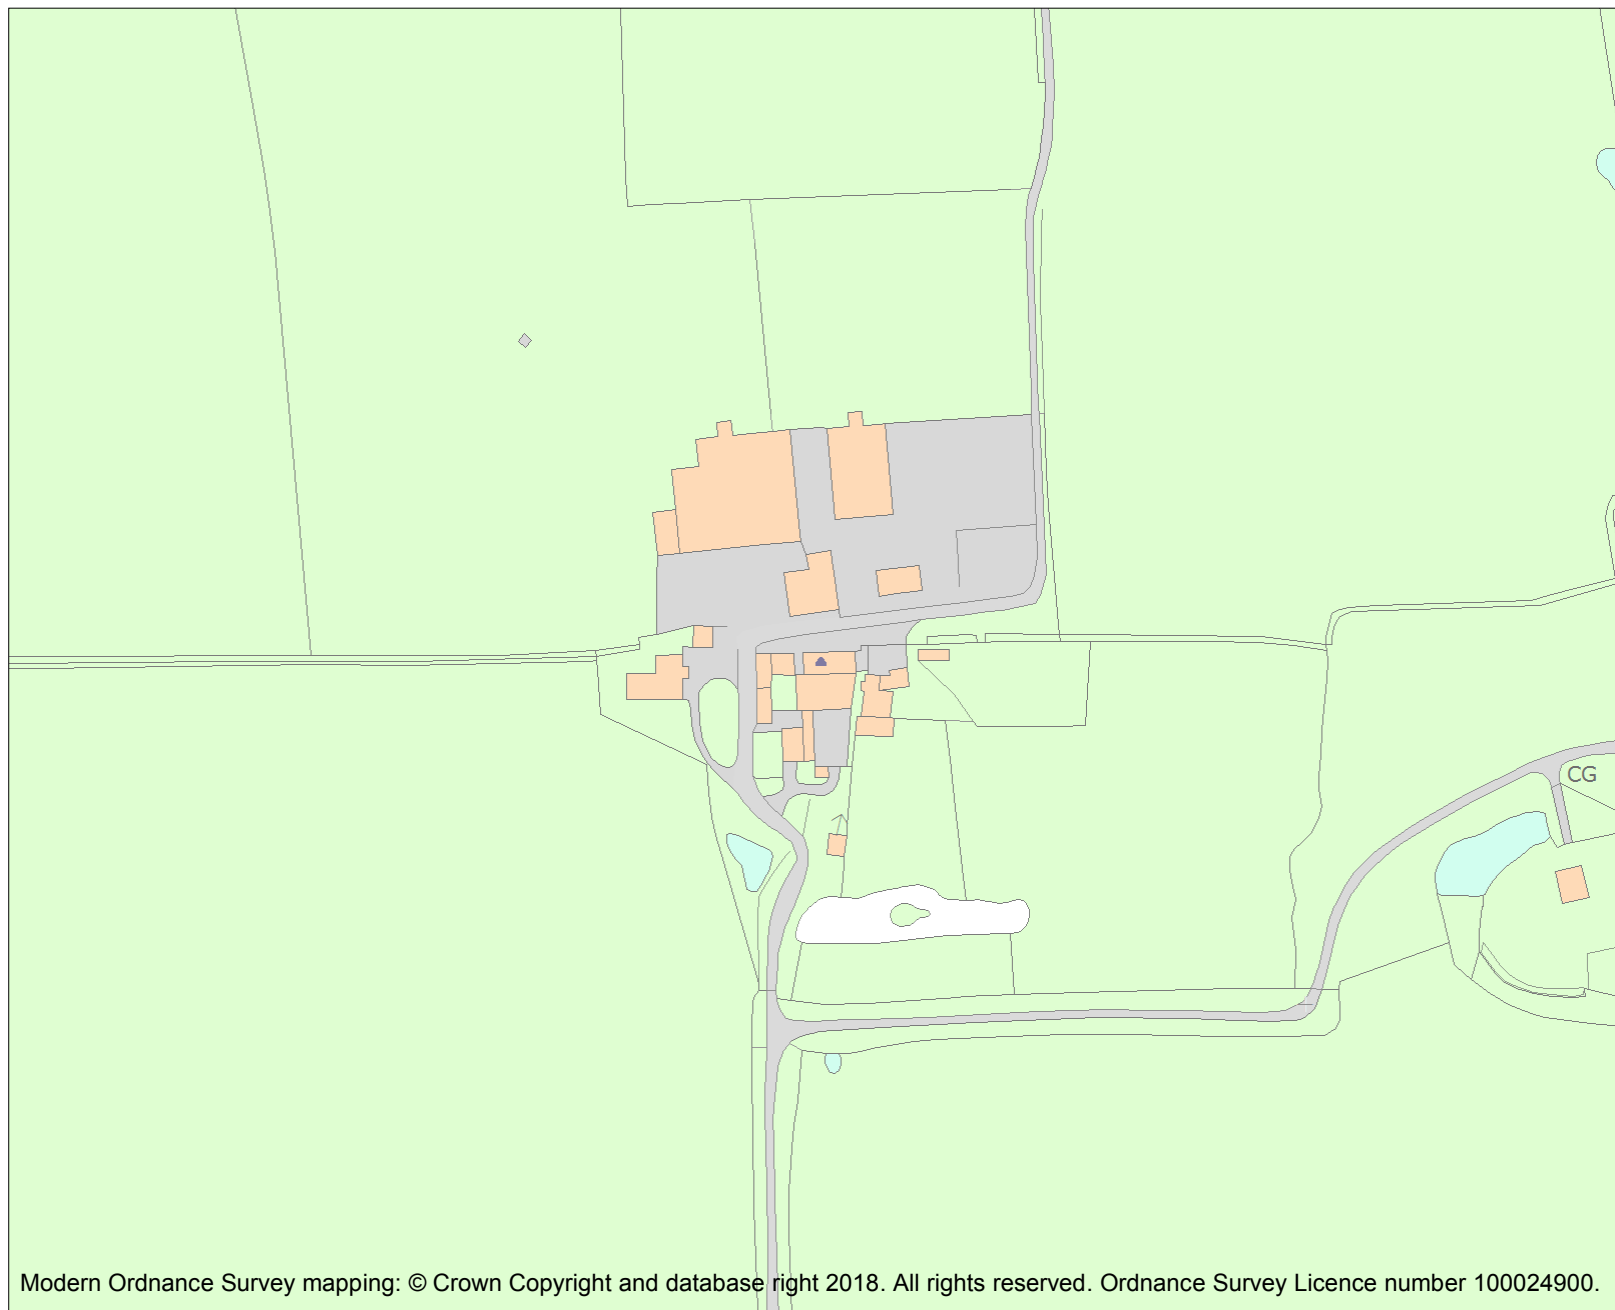 CG
Modern Ordnance Survey mapping: © Crown Copyright and database right 2018. All rights reserved. Ordnance Survey Licence number 100024900.